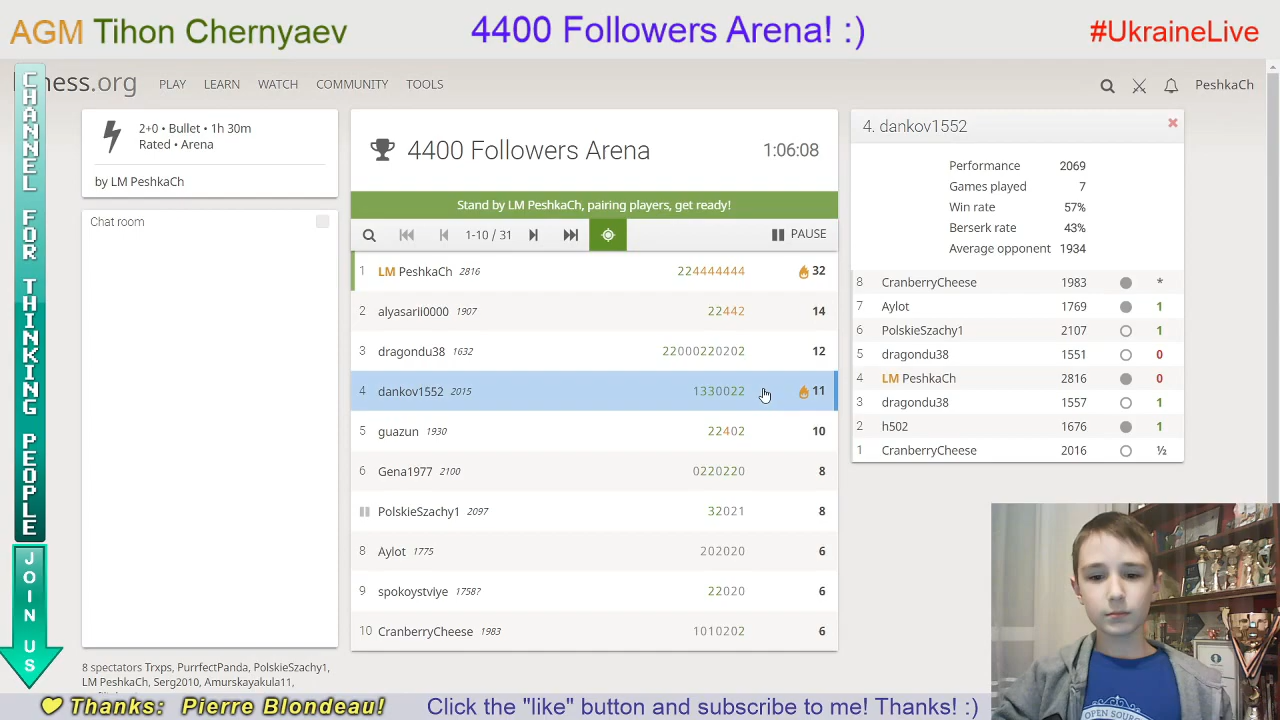 AGM Tihon Chernyaev
4400 Followers Arena! :)
#UkraineLive
CHANNEL FOR THINKING PEOPLE
JOIN US
hess.org
PLAY
LEARN
WATCH
COMMUNITY
TOOLS
PeshkaCh
2+0 • Bullet • 1h 30m
Rated • Arena
by LM PeshkaCh
Chat room
8 spectators Trxps, PurrfectPanda, PolskieSzachy1,
LM PeshkaCh, Serg2010, Amurskayakula11,
4400 Followers Arena 1:06:08
Stand by LM PeshkaCh, pairing players, get ready!
1-10 / 31 PAUSE
1 LM PeshkaCh 2816 224444444 32
2 alyasaril0000 1907 22442 14
3 dragondu38 1632 22000220202 12
4 dankov1552 2015 1330022 11
5 guazun 1930 22402 10
6 Gena1977 2100 0220220 8
PolskieSzachy1 2097 32021 8
8 Aylot 1775 202020 6
9 spokoystviye 1758? 22020 6
10 CranberryCheese 1983 1010202 6
4. dankov1552
Performance 2069
Games played 7
Win rate 57%
Berserk rate 43%
Average opponent 1934
8 CranberryCheese 1983 *
7 Aylot 1769 1
6 PolskieSzachy1 2107 1
5 dragondu38 1551 0
4 LM PeshkaCh 2816 0
3 dragondu38 1557 1
2 h502 1676 1
1 CranberryCheese 2016 ½
OPEN SOURCE
Thanks: Pierre Blondeau!
Click the "like" button and subscribe to me! Thanks! :)